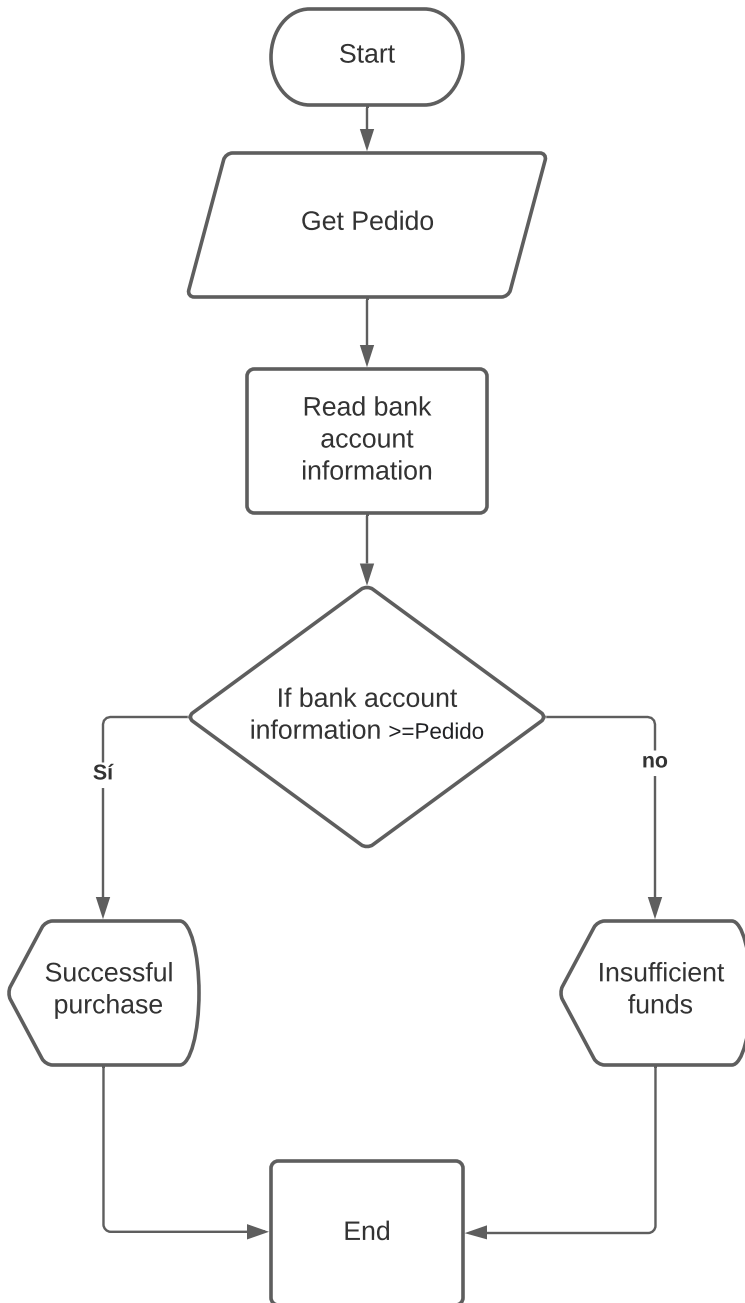 Start
Get Pedido
Read bank
account
information
If bank account
information >=Pedido
Sí
no
Successful
purchase
Insufficient
funds
End